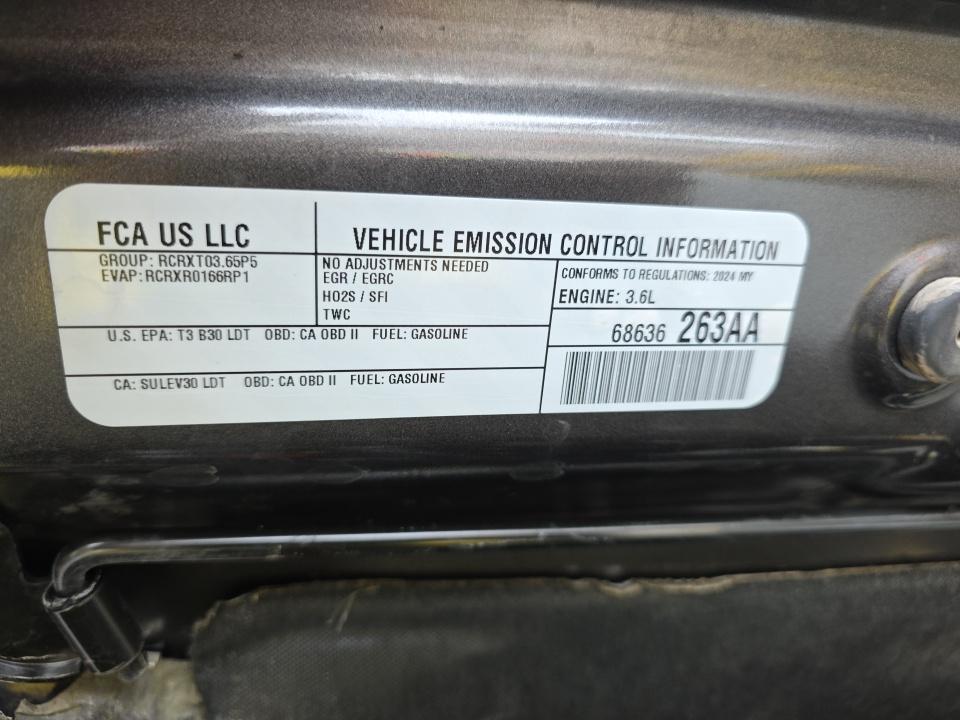 FCA US LLC
VEHICLE EMISSION CONTROL INFORMATION
GROUP: RCRXT03.65P5
EVAP: RCRXR0166RP1
NO ADJUSTMENTS NEEDED
EGR / EGRC
HO2S / SFI
TWC
CONFORMS TO REGULATIONS: 2024 MY
ENGINE: 3.6L
U.S. EPA: T3 B30 LDT OBD: CA OBD II FUEL: GASOLINE
68636 263AA
CA: SULEV30 LDT OBD: CA OBD II FUEL: GASOLINE